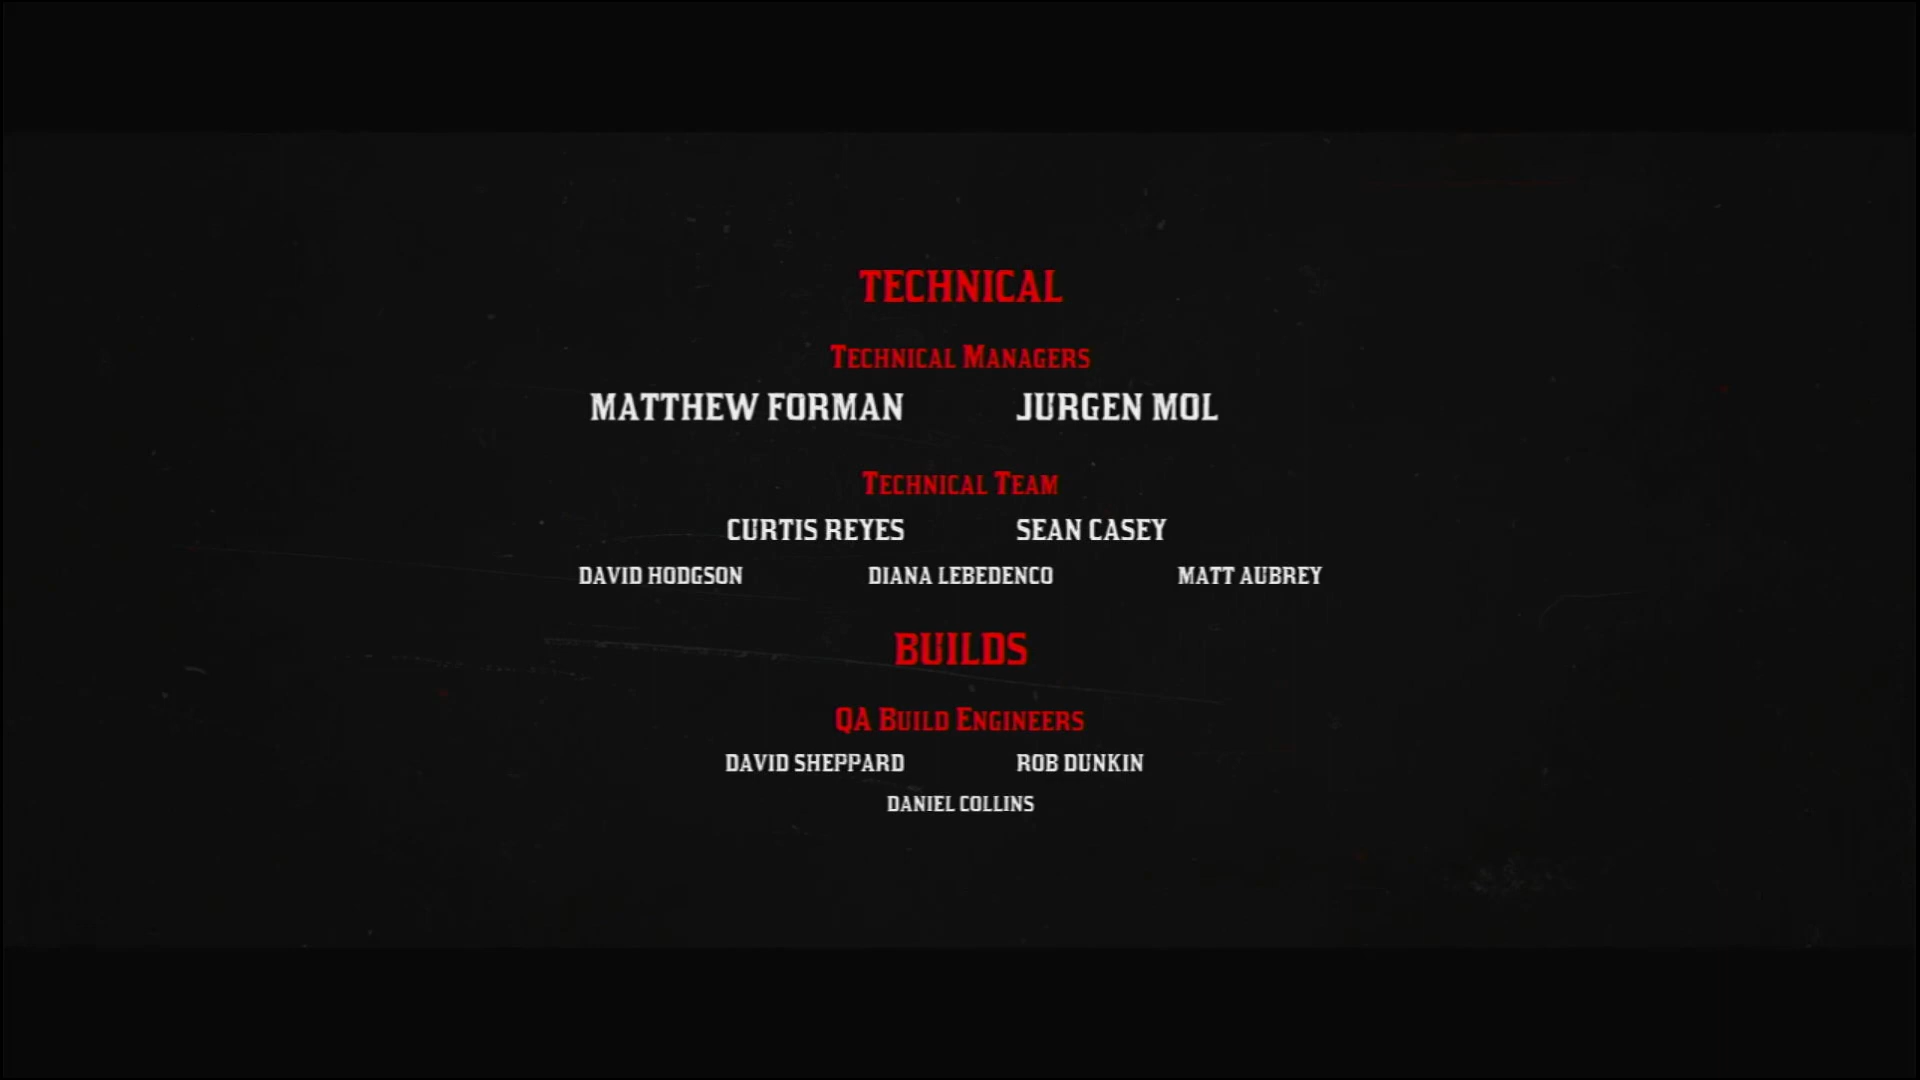 TECHNICAL
TECHNICAL MANAGERS
MATTHEW FORMAN JURGEN MOL
TECHNICAL TEAM
CURTIS REYES SEAN CASEY
DAVID HODGSON DIANA LEBEDENCO MATT AUBREY
BUILDS
QA BUILD ENGINEERS
DAVID SHEPPARD ROB DUNKIN
DANIEL COLLINS